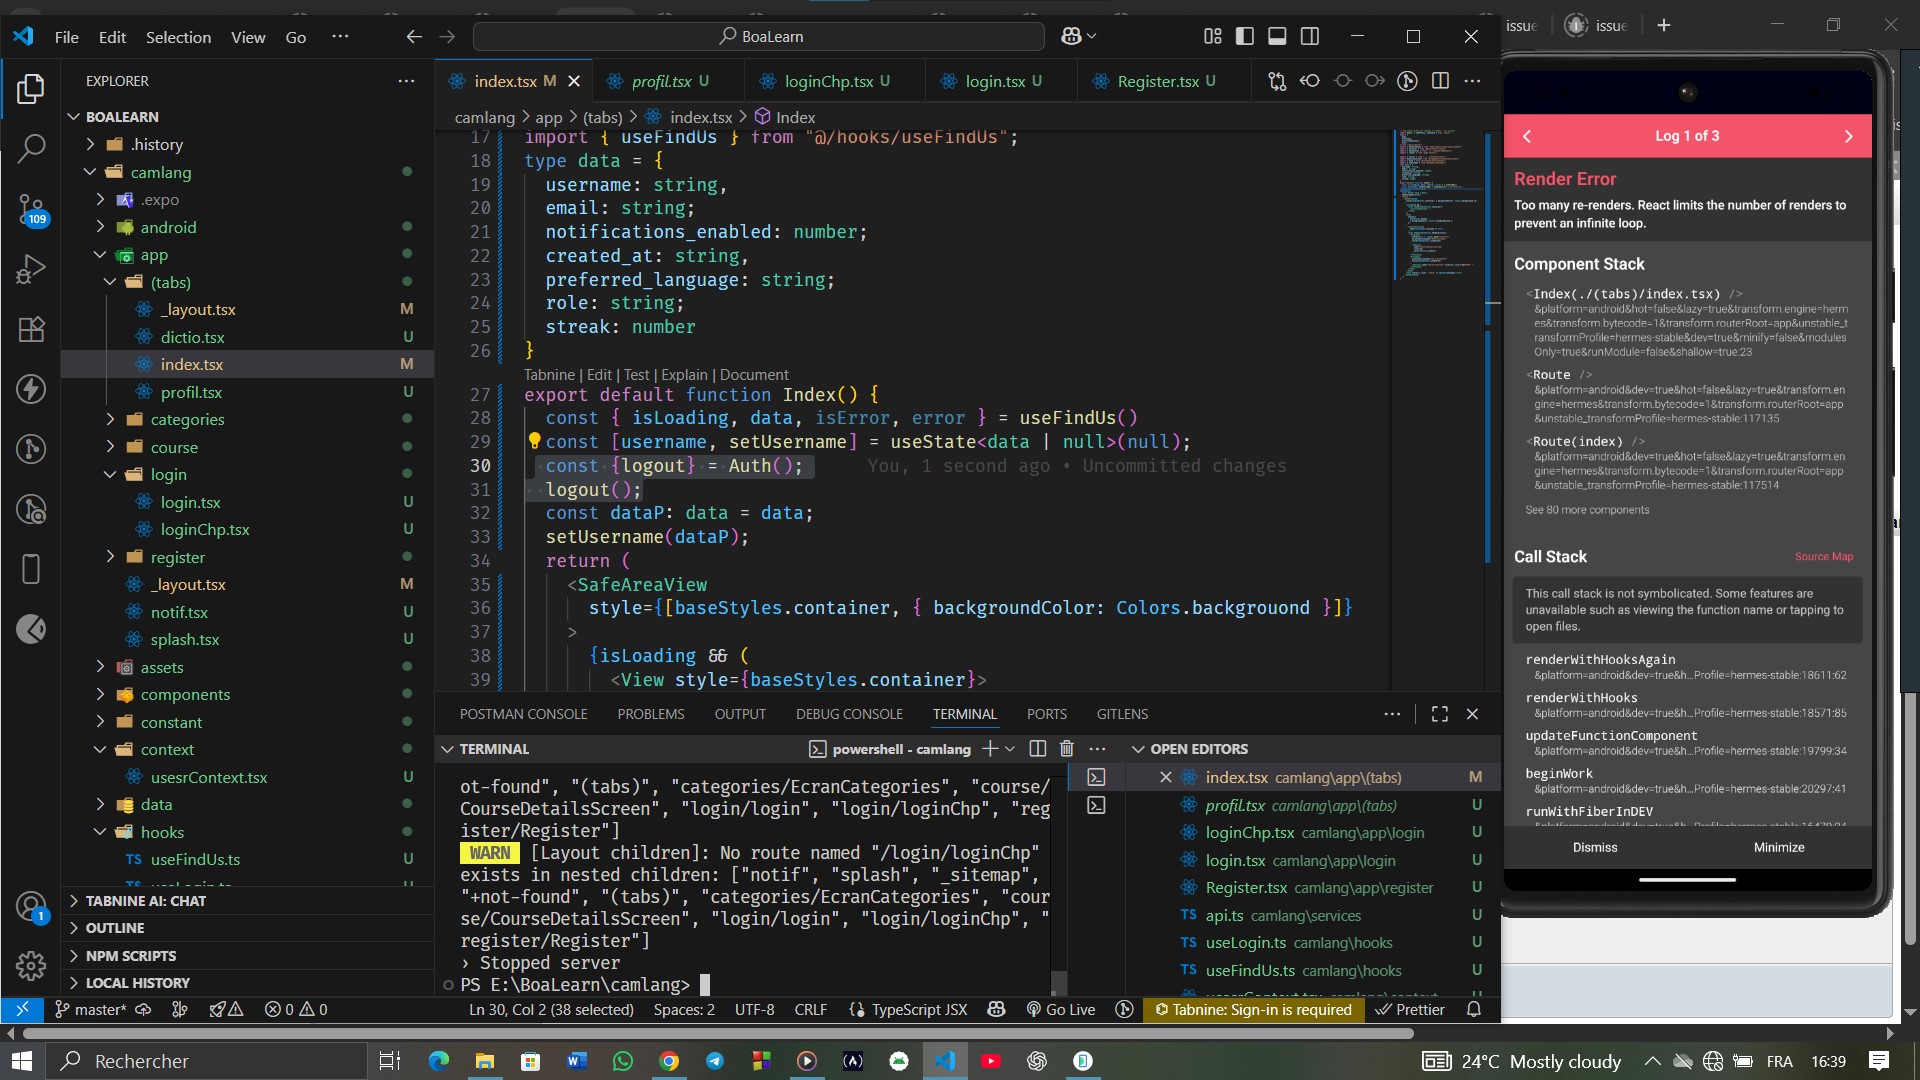 File Edit Selection View Go ··· BoaLearn
issue issue
EXPLORER
index.tsx M profil.tsx U loginChp.tsx U login.tsx U Register.tsx U
camlang > app > (tabs) > index.tsx > Index
BOALEARN
.history
camlang
.expo
android
app
(tabs)
_layout.tsx M
dictio.tsx U
index.tsx M
profil.tsx U
categories
course
login
login.tsx U
loginChp.tsx U
register
_layout.tsx M
notif.tsx U
splash.tsx U
assets
components
constant
context
usesrContext.tsx U
data
hooks
useFindUs.ts U
TABNINE AI: CHAT
OUTLINE
NPM SCRIPTS
LOCAL HISTORY
109
1
17 import { useFindUs } from "@/hooks/useFindUs";
18 type data = {
19 username: string,
20 email: string;
21 notifications_enabled: number;
22 created_at: string,
23 preferred_language: string;
24 role: string;
25 streak: number
26 }
Tabnine | Edit | Test | Explain | Document
27 export default function Index() {
28 const { isLoading, data, isError, error } = useFindUs()
29 const [username, setUsername] = useState<data | null>(null);
30 const {logout} = Auth(); You, 1 second ago • Uncommitted changes
31 logout();
32 const dataP: data = data;
33 setUsername(dataP);
34 return (
35 <SafeAreaView
36 style={[baseStyles.container, { backgroundColor: Colors.backgrouond }]}
37 >
38 {isLoading && (
39 <View style={baseStyles.container}>
POSTMAN CONSOLE PROBLEMS OUTPUT DEBUG CONSOLE TERMINAL PORTS GITLENS
TERMINAL powershell - camlang
ot-found", "(tabs)", "categories/EcranCategories", "course/
CourseDetailsScreen", "login/login", "login/loginChp", "reg
ister/Register"]
WARN [Layout children]: No route named "/login/loginChp"
exists in nested children: ["notif", "splash", "_sitemap",
"+not-found", "(tabs)", "categories/EcranCategories", "cour
se/CourseDetailsScreen", "login/login", "login/loginChp", "
register/Register"]
› Stopped server
PS E:\BoaLearn\camlang>
OPEN EDITORS
index.tsx camlang\app\(tabs) M
profil.tsx camlang\app\(tabs) U
loginChp.tsx camlang\app\login U
login.tsx camlang\app\login U
Register.tsx camlang\app\register U
api.ts camlang\services U
useLogin.ts camlang\hooks U
useFindUs.ts camlang\hooks U
Log 1 of 3
Render Error
Too many re-renders. React limits the number of renders to
prevent an infinite loop.
Component Stack
<Index(./(tabs)/index.tsx) />
&platform=android&hot=false&lazy=true&transform.engine=herm
es&transform.bytecode=1&transform.routerRoot=app&unstable_t
ransformProfile=hermes-stable&dev=true&minify=false&modules
Only=true&runModule=false&shallow=true:23
<Route />
&platform=android&dev=true&hot=false&lazy=true&transform.en
gine=hermes&transform.bytecode=1&transform.routerRoot=app
&unstable_transformProfile=hermes-stable:117135
<Route(index) />
&platform=android&dev=true&hot=false&lazy=true&transform.en
gine=hermes&transform.bytecode=1&transform.routerRoot=app
&unstable_transformProfile=hermes-stable:117514
See 80 more components
Call Stack Source Map
This call stack is not symbolicated. Some features are
unavailable such as viewing the function name or tapping to
open files.
renderWithHooksAgain
&platform=android&dev=true&h...Profile=hermes-stable:18611:62
renderWithHooks
&platform=android&dev=true&h...Profile=hermes-stable:18571:85
updateFunctionComponent
&platform=android&dev=true&h...Profile=hermes-stable:19799:34
beginWork
&platform=android&dev=true&h...Profile=hermes-stable:20297:41
runWithFiberInDEV
Dismiss Minimize
master* 0 0 Ln 30, Col 2 (38 selected) Spaces: 2 UTF-8 CRLF TypeScript JSX Go Live Tabnine: Sign-in is required Prettier
Rechercher 24°C Mostly cloudy FRA 16:39